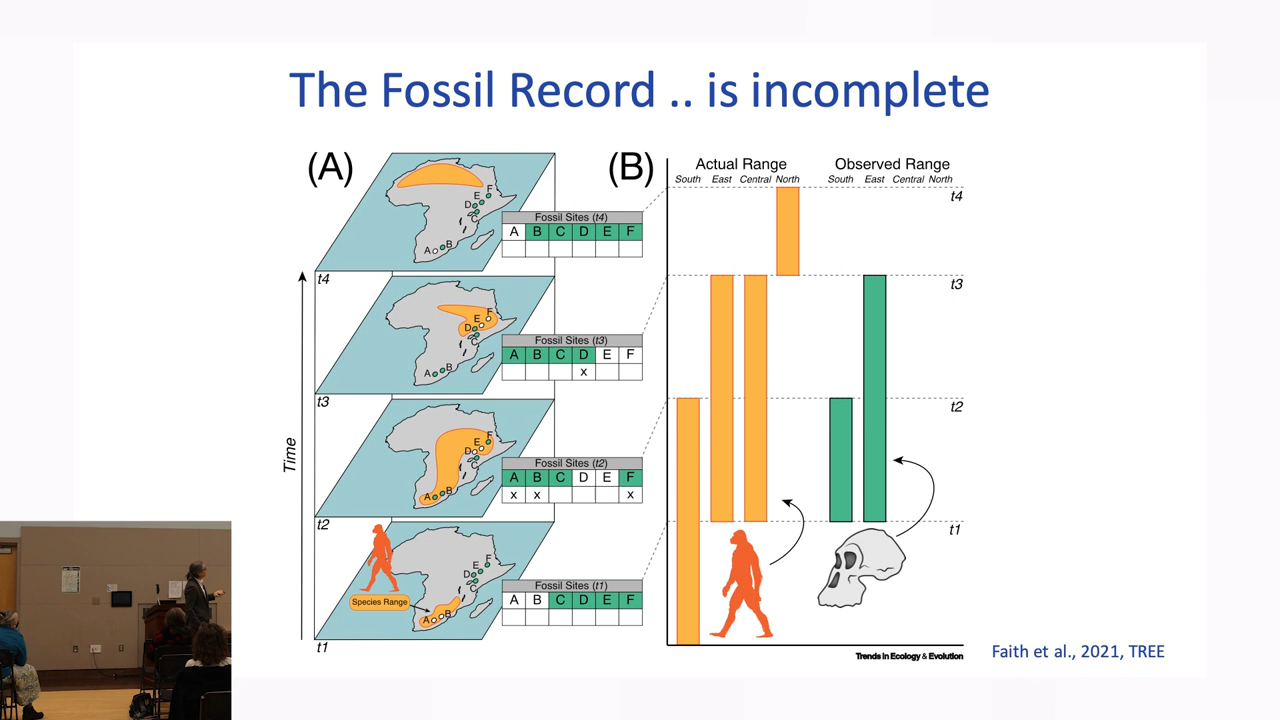 The Fossil Record .. is incomplete
(A)
E F
D
C
A B
Fossil Sites (t4)
A B C D E F
t4
E F
D
C
A B
Fossil Sites (t3)
A B C D E F
x
t3
E F
D
C
A B
Fossil Sites (t2)
A B C D E F
x x x
t2
E F
D
C
A B
Species Range
Fossil Sites (t1)
A B C D E F
t1
Time
(B)
Actual Range Observed Range
South East Central North South East Central North
t4
t3
t2
t1
Trends in Ecology & Evolution
Faith et al., 2021, TREE